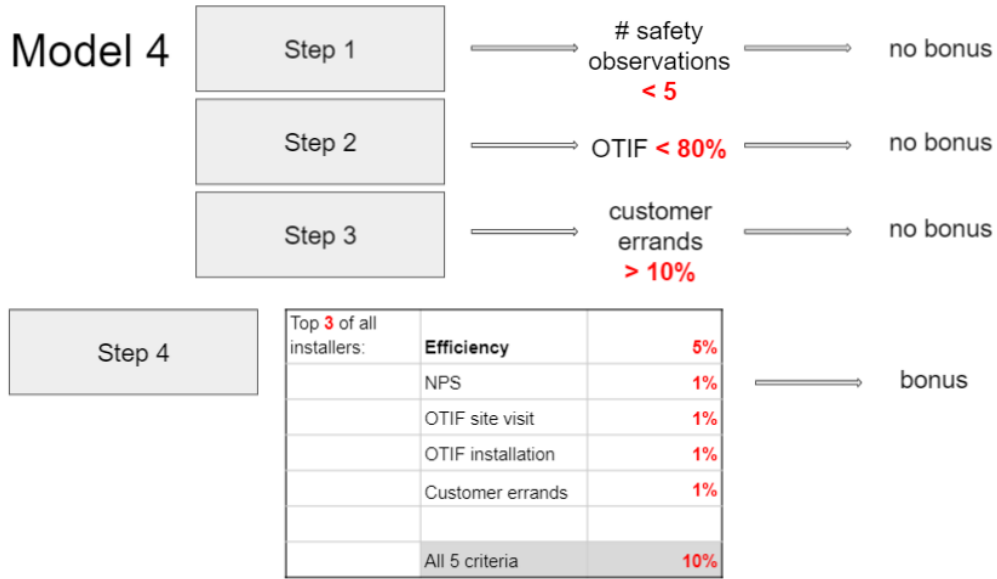 Model 4
Step 1
# safety
observations
< 5
no bonus
Step 2
OTIF < 80%
no bonus
Step 3
customer
errands
> 10%
no bonus
Step 4
Top 3 of all
installers:
Efficiency 5%
NPS 1%
OTIF site visit 1%
OTIF installation 1%
Customer errands 1%
All 5 criteria 10%
bonus